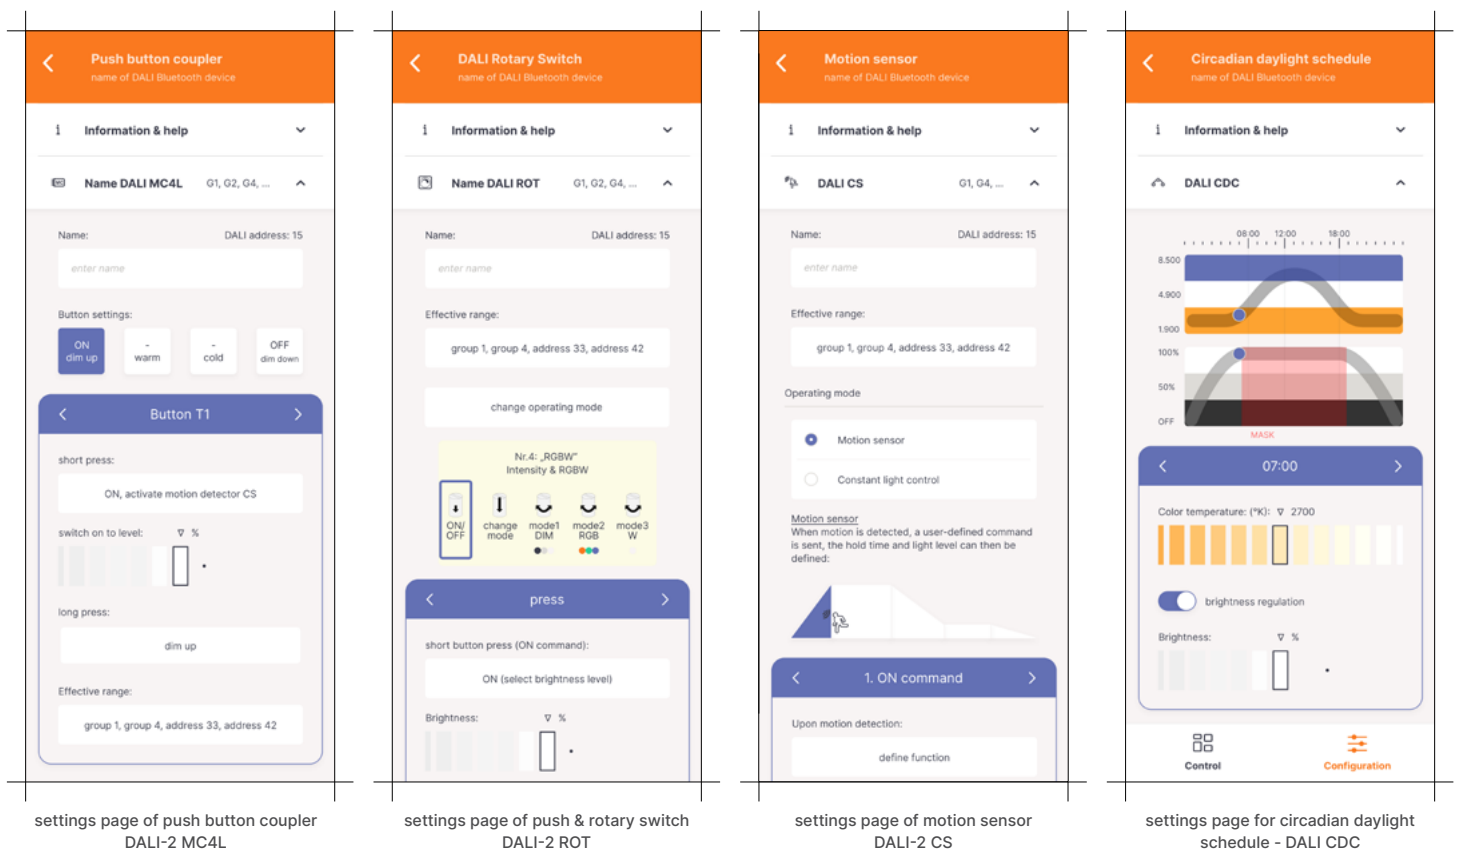 Push button coupler
name of DALI Bluetooth device
i Information & help
Name DALI MC4L G1, G2, G4, ...
Name: DALI address: 15
enter name
Button settings:
ON
dim up
-
warm
-
cold
OFF
dim down
Button T1
short press:
ON, activate motion detector CS
switch on to level: ∇ %
long press:
dim up
Effective range:
group 1, group 4, address 33, address 42
settings page of push button coupler
DALI-2 MC4L
DALI Rotary Switch
name of DALI Bluetooth device
i Information & help
Name DALI ROT G1, G2, G4, ...
Name: DALI address: 15
enter name
Effective range:
group 1, group 4, address 33, address 42
change operating mode
Nr.4: „RGBW"
Intensity & RGBW
ON/
OFF
change
mode
mode1
DIM
mode2
RGB
mode3
W
press
short button press (ON command):
ON (select brightness level)
Brightness: ∇ %
settings page of push & rotary switch
DALI-2 ROT
Motion sensor
name of DALI Bluetooth device
i Information & help
DALI CS G1, G4, ...
Name: DALI address: 15
enter name
Effective range:
group 1, group 4, address 33, address 42
Operating mode
Motion sensor
Constant light control
Motion sensor
When motion is detected, a user-defined command
is sent, the hold time and light level can then be
defined:
1. ON command
Upon motion detection:
define function
settings page of motion sensor
DALI-2 CS
Circadian daylight schedule
name of DALI Bluetooth device
i Information & help
DALI CDC
08:00 12:00 18:00
8.500
4.900
1.900
100%
50%
OFF
MASK
07:00
Color temperature: (°K): ∇ 2700
brightness regulation
Brightness: ∇ %
Control Configuration
settings page for circadian daylight
schedule - DALI CDC